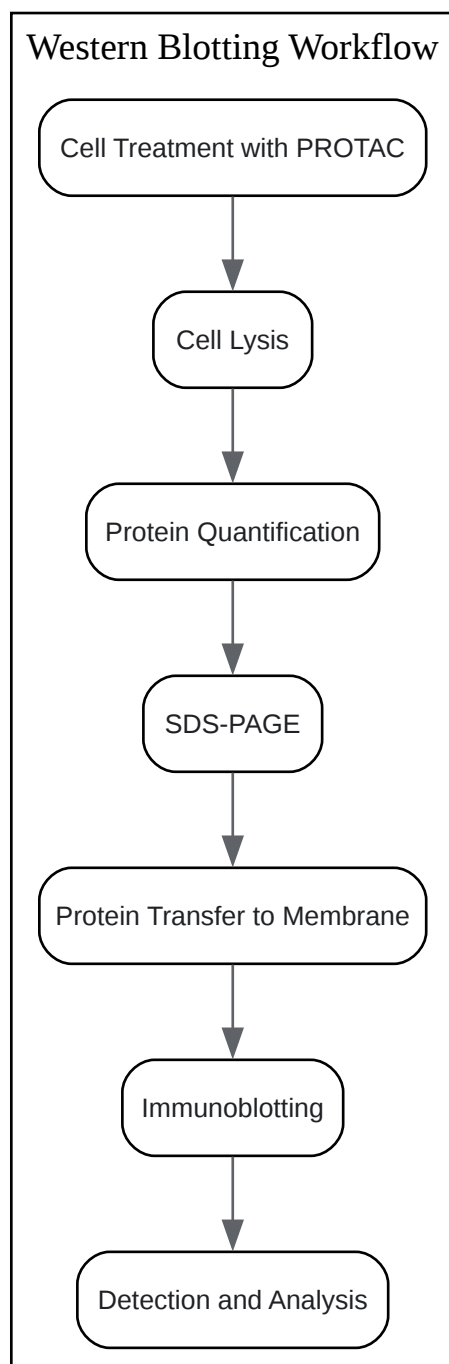 Western Blotting Workflow
Cell Treatment with PROTAC
Cell Lysis
Protein Quantification
SDS-PAGE
Protein Transfer to Membrane
Immunoblotting
Detection and Analysis